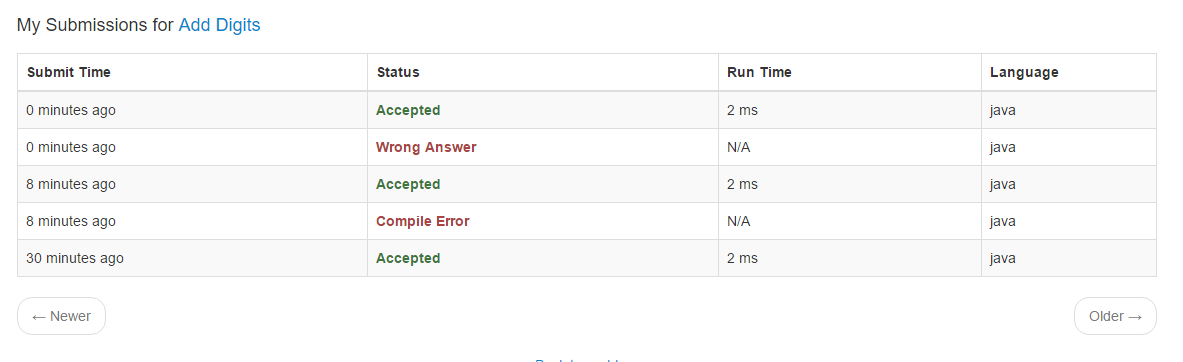 My Submissions for Add Digits
Submit Time Status Run Time Language
0 minutes ago Accepted 2 ms java
0 minutes ago Wrong Answer N/A java
8 minutes ago Accepted 2 ms java
8 minutes ago Compile Error N/A java
30 minutes ago Accepted 2 ms java
← Newer Older →